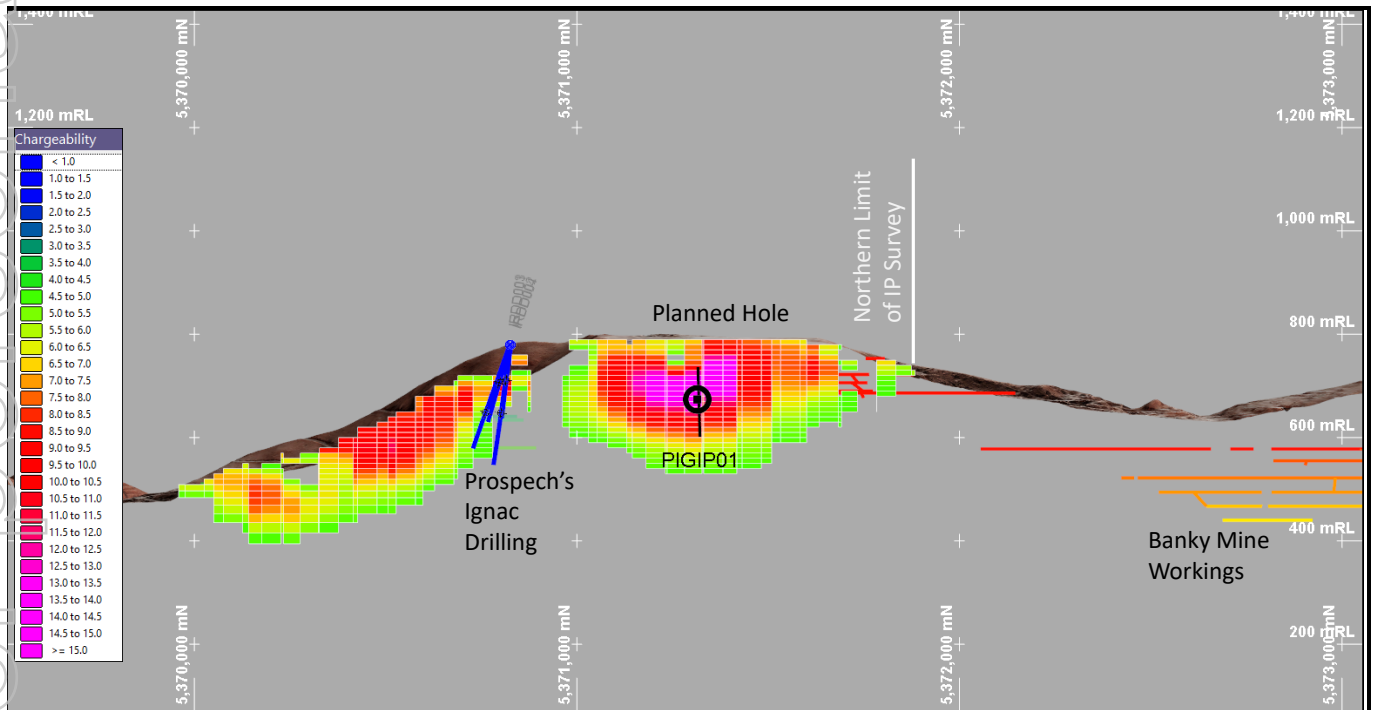 1,400 mRL
1,400 mRL
5,370,000 mN
5,371,000 mN
5,372,000 mN
5,373,000 mN
1,200 mRL
1,200 mRL
Chargeability
< 1.0
1.0 to 1.5
1.5 to 2.0
2.0 to 2.5
2.5 to 3.0
3.0 to 3.5
3.5 to 4.0
4.0 to 4.5
4.5 to 5.0
5.0 to 5.5
5.5 to 6.0
6.0 to 6.5
6.5 to 7.0
7.0 to 7.5
7.5 to 8.0
8.0 to 8.5
8.5 to 9.0
9.0 to 9.5
9.5 to 10.0
10.0 to 10.5
10.5 to 11.0
11.0 to 11.5
11.5 to 12.0
12.0 to 12.5
12.5 to 13.0
13.0 to 13.5
13.5 to 14.0
14.0 to 14.5
14.5 to 15.0
>= 15.0
1,000 mRL
Northern Limit
of IP Survey
Planned Hole
800 mRL
600 mRL
PIGIP01
Prospech's
Ignac
Drilling
400 mRL
Banky Mine
Workings
200 mRL
5,370,000 mN
5,371,000 mN
5,372,000 mN
5,373,000 mN